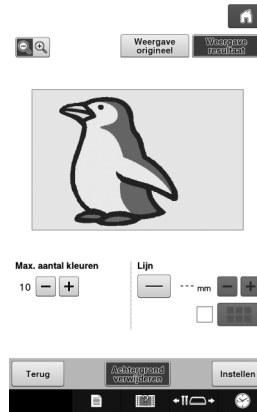 Weergave
origineel
Weergave
resultaat
Max. aantal kleuren
10
Lijn
--- mm
Terug
Achtergrond
verwijderen
Instellen